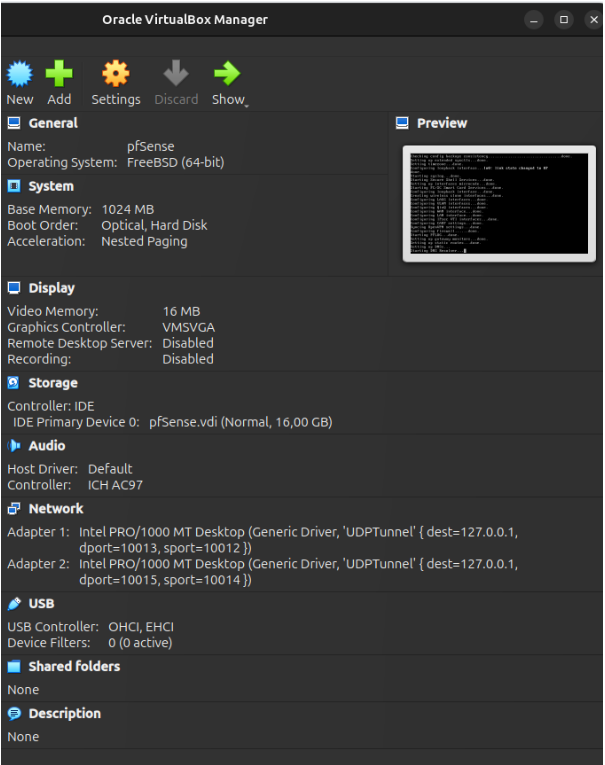 Oracle VirtualBox Manager
New Add Settings Discard Show
General
Name: pfSense
Operating System: FreeBSD (64-bit)
System
Base Memory: 1024 MB
Boot Order: Optical, Hard Disk
Acceleration: Nested Paging
Preview
Display
Video Memory: 16 MB
Graphics Controller: VMSVGA
Remote Desktop Server: Disabled
Recording: Disabled
Storage
Controller: IDE
IDE Primary Device 0: pfSense.vdi (Normal, 16,00 GB)
Audio
Host Driver: Default
Controller: ICH AC97
Network
Adapter 1: Intel PRO/1000 MT Desktop (Generic Driver, 'UDPTunnel' { dest=127.0.0.1,
dport=10013, sport=10012 })
Adapter 2: Intel PRO/1000 MT Desktop (Generic Driver, 'UDPTunnel' { dest=127.0.0.1,
dport=10015, sport=10014 })
USB
USB Controller: OHCI, EHCI
Device Filters: 0 (0 active)
Shared folders
None
Description
None